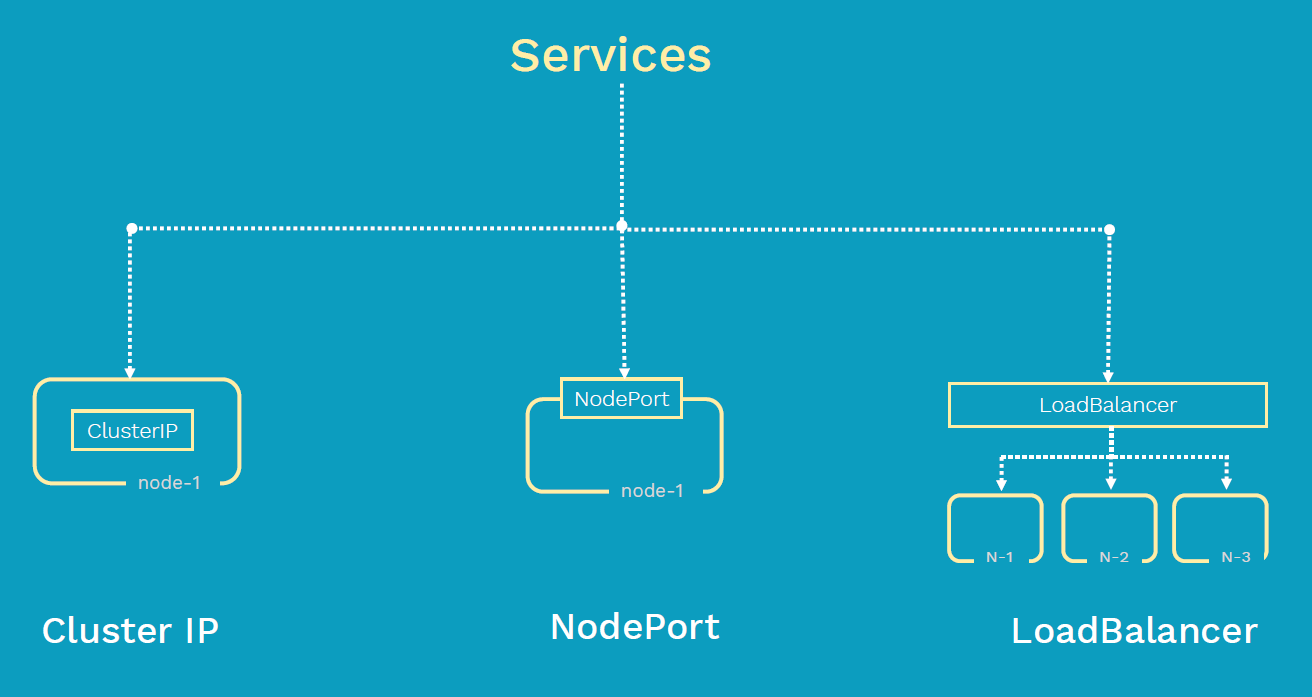 Services
ClusterIP
node-1
NodePort
node-1
LoadBalancer
N-1
N-2
N-3
Cluster IP
NodePort
LoadBalancer